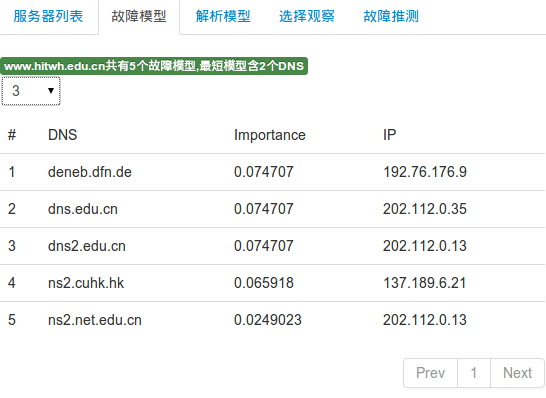 服务器列表 故障模型 解析模型 选择观察 故障推测
www.hitwh.edu.cn共有5个故障模型,最短模型含2个DNS
3
# DNS Importance IP
1 deneb.dfn.de 0.074707 192.76.176.9
2 dns.edu.cn 0.074707 202.112.0.35
3 dns2.edu.cn 0.074707 202.112.0.13
4 ns2.cuhk.hk 0.065918 137.189.6.21
5 ns2.net.edu.cn 0.0249023 202.112.0.13
Prev 1 Next